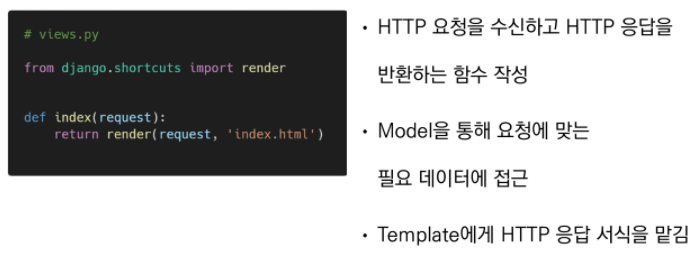 # views.py
from django.shortcuts import render
def index(request):
    return render(request, 'index.html')
• HTTP 요청을 수신하고 HTTP 응답을
반환하는 함수 작성
• Model을 통해 요청에 맞는
필요 데이터에 접근
• Template에게 HTTP 응답 서식을 맡김